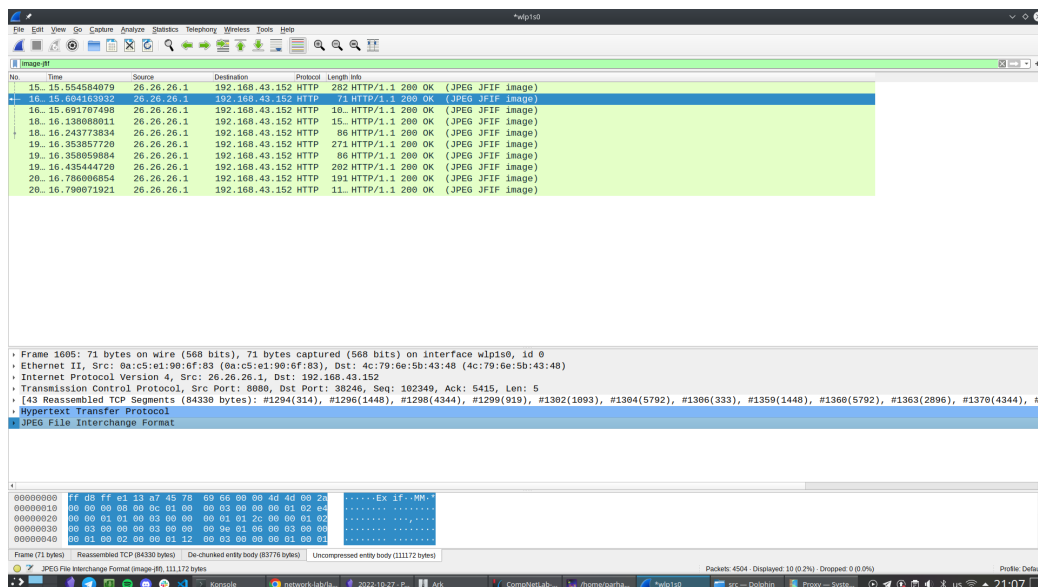 *wlp1s0
File Edit View Go Capture Analyze Statistics Telephony Wireless Tools Help
image-jfif
No. Time Source Destination Protocol Length Info
15… 15.554584079 26.26.26.1 192.168.43.152 HTTP 282 HTTP/1.1 200 OK (JPEG JFIF image)
16… 15.604163932 26.26.26.1 192.168.43.152 HTTP 71 HTTP/1.1 200 OK (JPEG JFIF image)
16… 15.691707498 26.26.26.1 192.168.43.152 HTTP 10… HTTP/1.1 200 OK (JPEG JFIF image)
18… 16.138088011 26.26.26.1 192.168.43.152 HTTP 15… HTTP/1.1 200 OK (JPEG JFIF image)
18… 16.243773834 26.26.26.1 192.168.43.152 HTTP 86 HTTP/1.1 200 OK (JPEG JFIF image)
19… 16.353857720 26.26.26.1 192.168.43.152 HTTP 271 HTTP/1.1 200 OK (JPEG JFIF image)
19… 16.358059884 26.26.26.1 192.168.43.152 HTTP 86 HTTP/1.1 200 OK (JPEG JFIF image)
19… 16.435444720 26.26.26.1 192.168.43.152 HTTP 202 HTTP/1.1 200 OK (JPEG JFIF image)
20… 16.786006854 26.26.26.1 192.168.43.152 HTTP 191 HTTP/1.1 200 OK (JPEG JFIF image)
20… 16.790071921 26.26.26.1 192.168.43.152 HTTP 11… HTTP/1.1 200 OK (JPEG JFIF image)
Frame 1605: 71 bytes on wire (568 bits), 71 bytes captured (568 bits) on interface wlp1s0, id 0
Ethernet II, Src: 0a:c5:e1:90:6f:83 (0a:c5:e1:90:6f:83), Dst: 4c:79:6e:5b:43:48 (4c:79:6e:5b:43:48)
Internet Protocol Version 4, Src: 26.26.26.1, Dst: 192.168.43.152
Transmission Control Protocol, Src Port: 8080, Dst Port: 38246, Seq: 102349, Ack: 5415, Len: 5
[43 Reassembled TCP Segments (84330 bytes): #1294(314), #1296(1448), #1298(4344), #1299(919), #1302(1093), #1304(5792), #1306(333), #1359(1448), #1360(5792), #1363(2896), #1370(4344), #
Hypertext Transfer Protocol
JPEG File Interchange Format
00000000 ff d8 ff e1 13 a7 45 78 69 66 00 00 4d 4d 00 2a ······Ex if··MM·*
00000010 00 00 00 08 00 0c 01 00 00 03 00 00 00 01 02 e4 ········ ········
00000020 00 00 01 01 00 03 00 00 00 01 01 2c 00 00 01 02 ········ ···,····
00000030 00 03 00 00 00 03 00 00 00 9e 01 06 00 03 00 00 ········ ········
00000040 00 01 00 02 00 00 01 12 00 03 00 00 00 01 00 01 ········ ········
Frame (71 bytes) Reassembled TCP (84330 bytes) De-chunked entity body (83776 bytes) Uncompressed entity body (111172 bytes)
JPEG File Interchange Format (image-jfif), 111,172 bytes Packets: 4504 · Displayed: 10 (0.2%) · Dropped: 0 (0.0%) Profile: Defau
Konsole network-lab/la... 2022-10-27 - P... Ark CompNetLab-... /home/parha... *wlp1s0 src — Dolphin Proxy — Syste... us 21:07